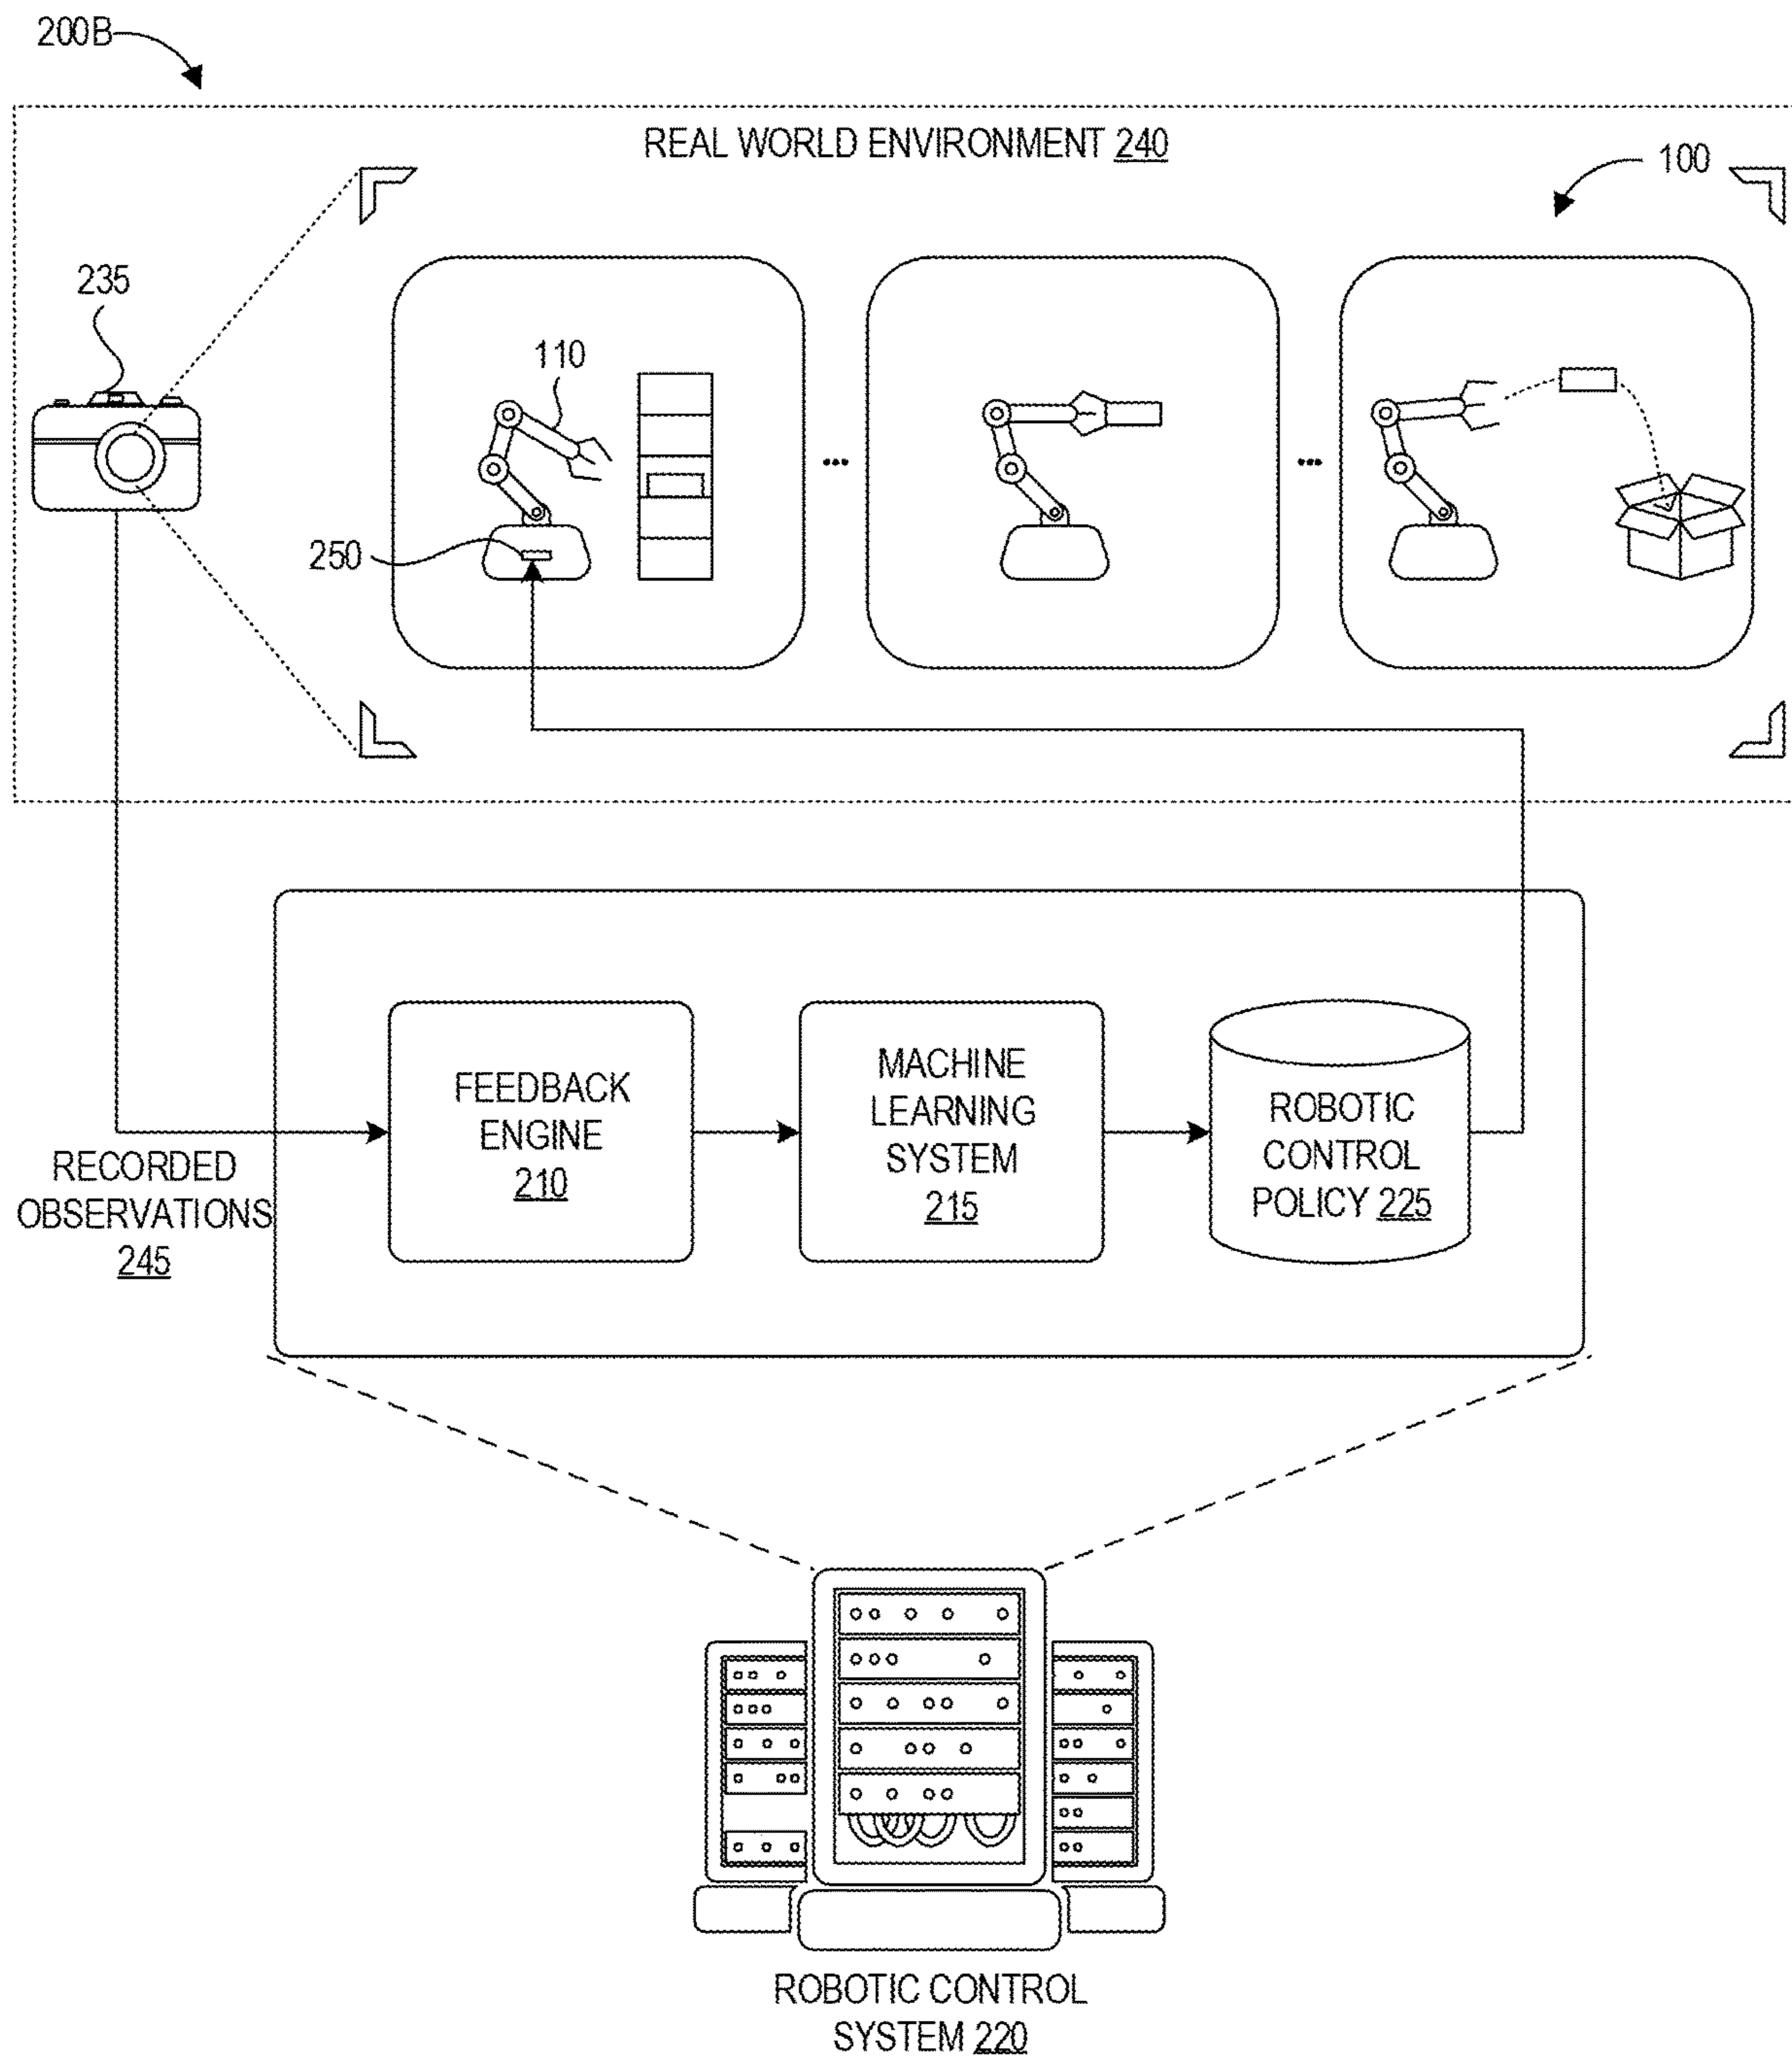 200B
REAL WORLD ENVIRONMENT 240
100
235
110
...
...
250
FEEDBACK
ENGINE
210
MACHINE
LEARNING
SYSTEM
215
ROBOTIC
CONTROL
POLICY 225
RECORDED
OBSERVATIONS
245
ROBOTIC CONTROL
SYSTEM 220